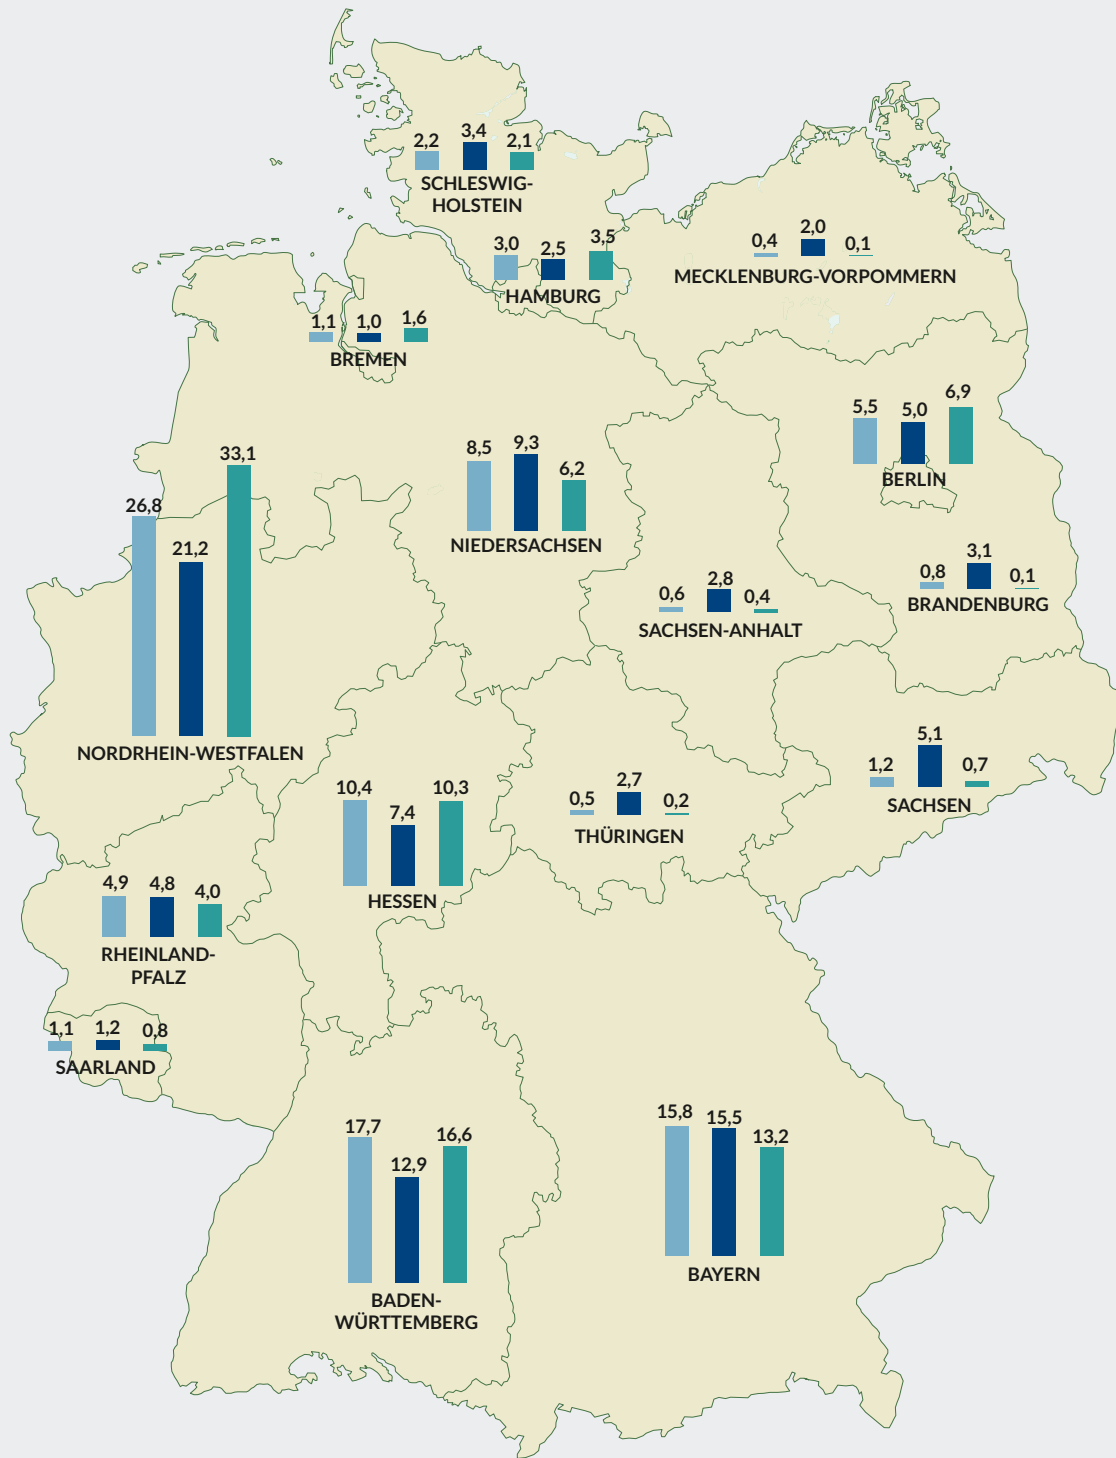 2,2 3,4 2,1
SCHLESWIG-
HOLSTEIN
0,4 2,0 0,1
MECKLENBURG-VORPOMMERN
3,0 2,5 3,5
HAMBURG
1,1 1,0 1,6
BREMEN
5,5 5,0 6,9
BERLIN
8,5 9,3 6,2
NIEDERSACHSEN
26,8 21,2 33,1
NORDRHEIN-WESTFALEN
0,6 2,8 0,4
SACHSEN-ANHALT
0,8 3,1 0,1
BRANDENBURG
1,2 5,1 0,7
SACHSEN
0,5 2,7 0,2
THÜRINGEN
10,4 7,4 10,3
HESSEN
4,9 4,8 4,0
RHEINLAND-
PFALZ
1,1 1,2 0,8
SAARLAND
17,7 12,9 16,6
BADEN-
WÜRTTEMBERG
15,8 15,5 13,2
BAYERN